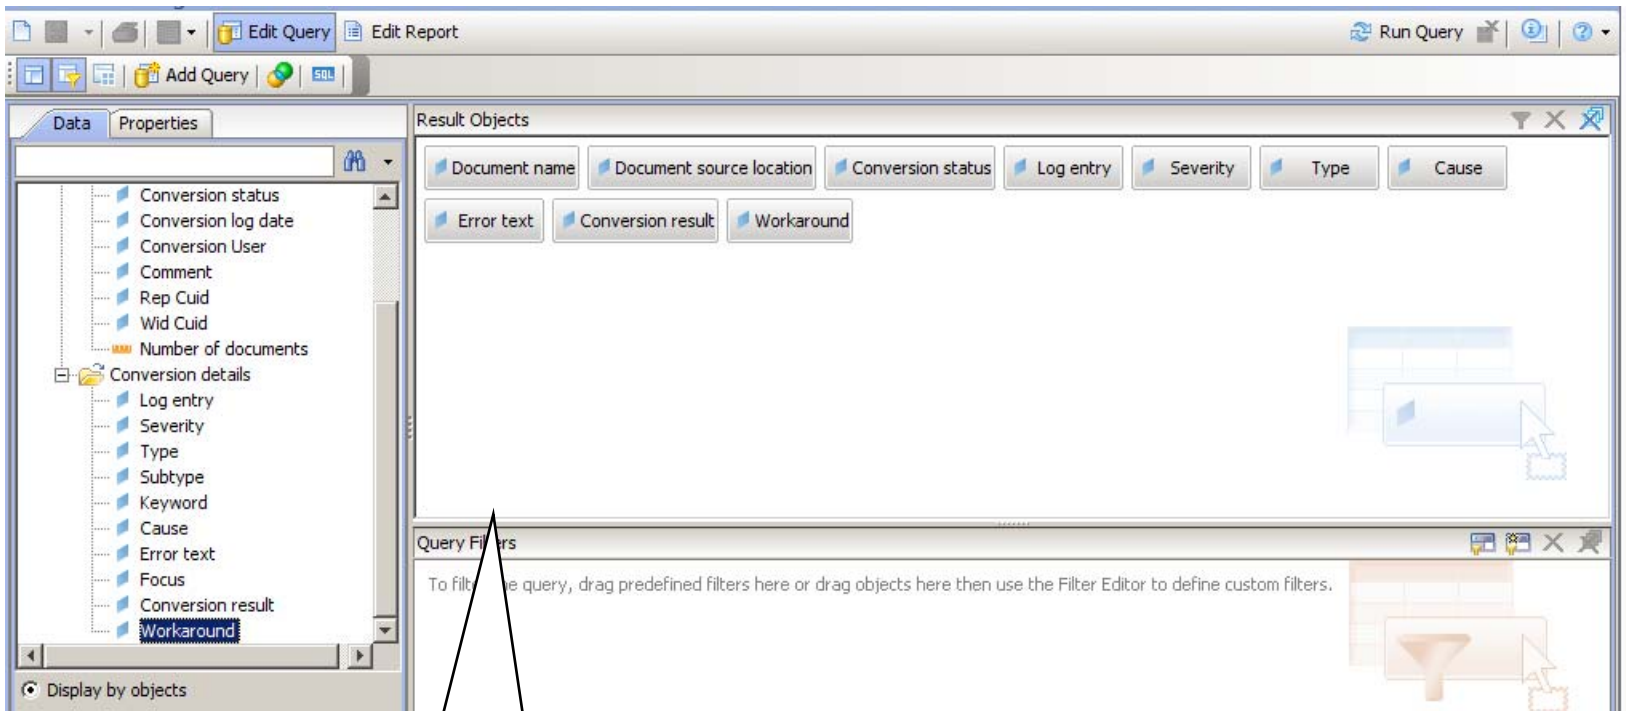 Edit Query Edit Report Run Query
Add Query SQL
Data Properties
Conversion status
Conversion log date
Conversion User
Comment
Rep Cuid
Wid Cuid
Number of documents
Conversion details
Log entry
Severity
Type
Subtype
Keyword
Cause
Error text
Focus
Conversion result
Workaround
Display by objects
Result Objects
Document name Document source location Conversion status Log entry Severity Type Cause
Error text Conversion result Workaround
Query Filters
To filter the query, drag predefined filters here or drag objects here then use the Filter Editor to define custom filters.